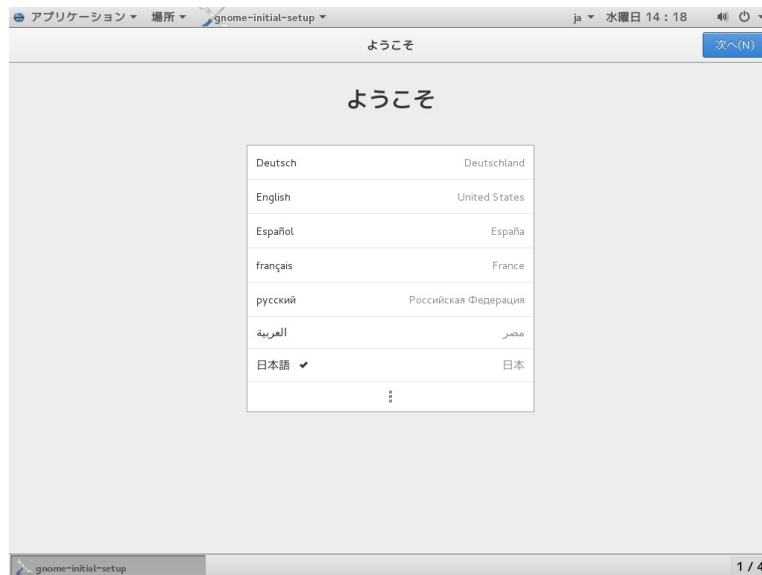 アプリケーション 場所 gnome-initial-setup ja 水曜日 14：18
ようこそ 次へ(N)
ようこそ
Deutsch Deutschland
English United States
Español España
français France
русский Российская Федерация
العربية مصر
日本語 ✔ 日本
gnome-initial-setup 1 / 4